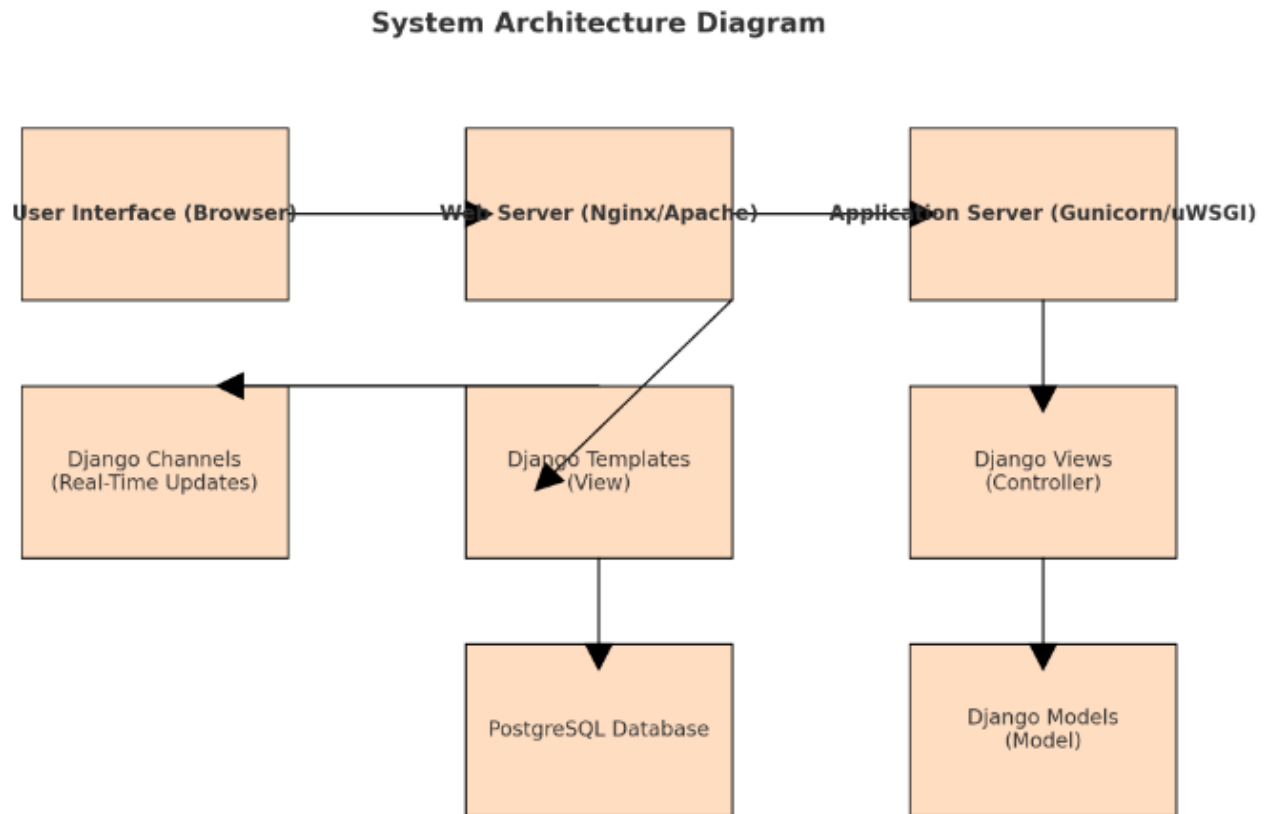 System Architecture Diagram
User Interface (Browser)
Web Server (Nginx/Apache)
Application Server (Gunicorn/uWSGI)
Django Channels
(Real-Time Updates)
Django Templates
(View)
Django Views
(Controller)
PostgreSQL Database
Django Models
(Model)